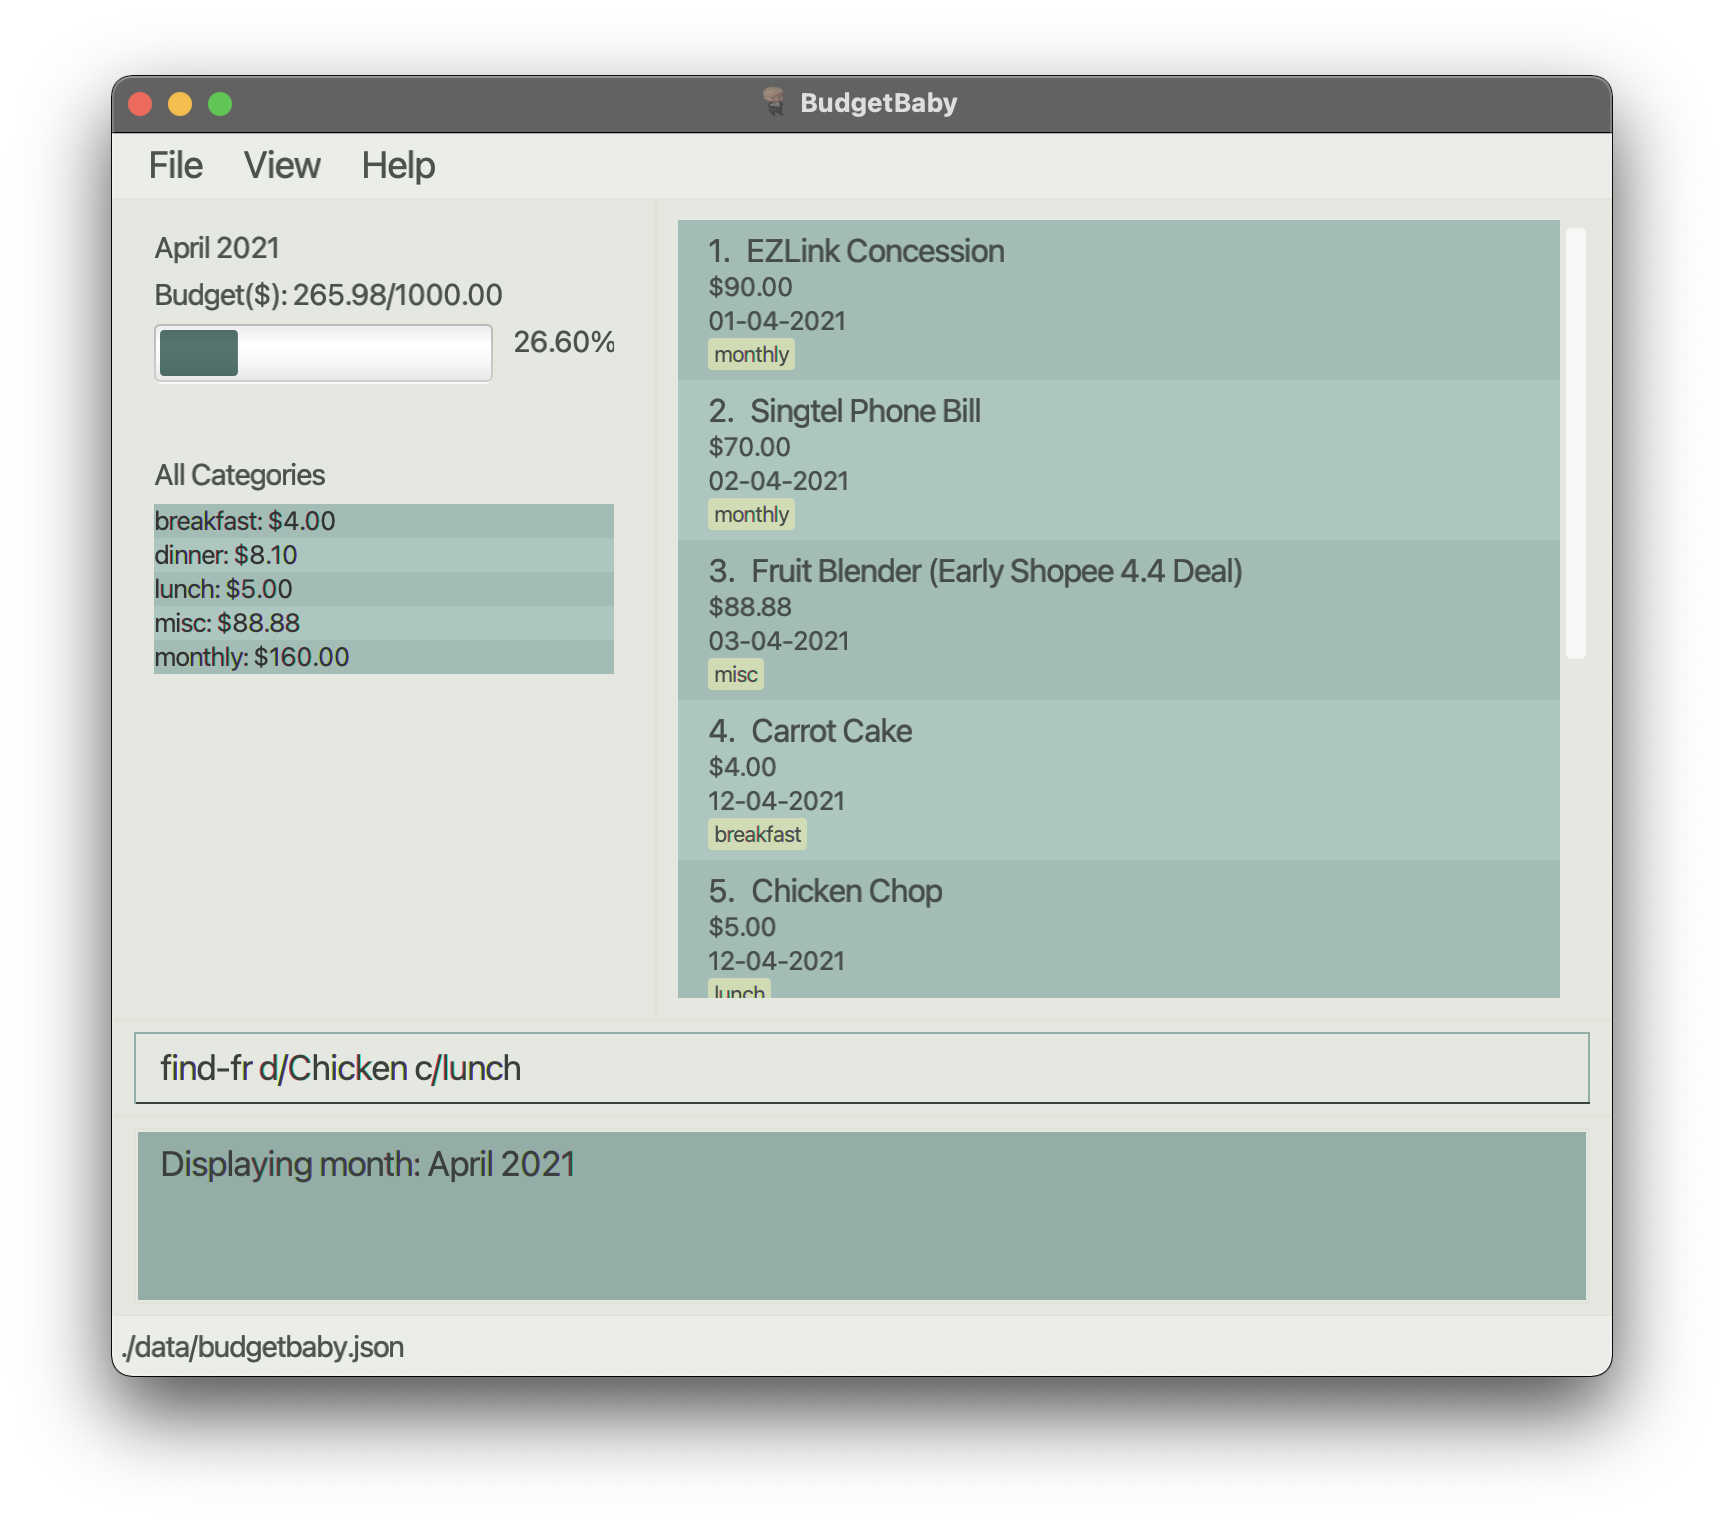 BudgetBaby
File View Help
April 2021
Budget($): 265.98/1000.00
26.60%
All Categories
breakfast: $4.00
dinner: $8.10
lunch: $5.00
misc: $88.88
monthly: $160.00
1. EZLink Concession
$90.00
01-04-2021
monthly
2. Singtel Phone Bill
$70.00
02-04-2021
monthly
3. Fruit Blender (Early Shopee 4.4 Deal)
$88.88
03-04-2021
misc
4. Carrot Cake
$4.00
12-04-2021
breakfast
5. Chicken Chop
$5.00
12-04-2021
lunch
find-fr d/Chicken c/lunch
Displaying month: April 2021
./data/budgetbaby.json